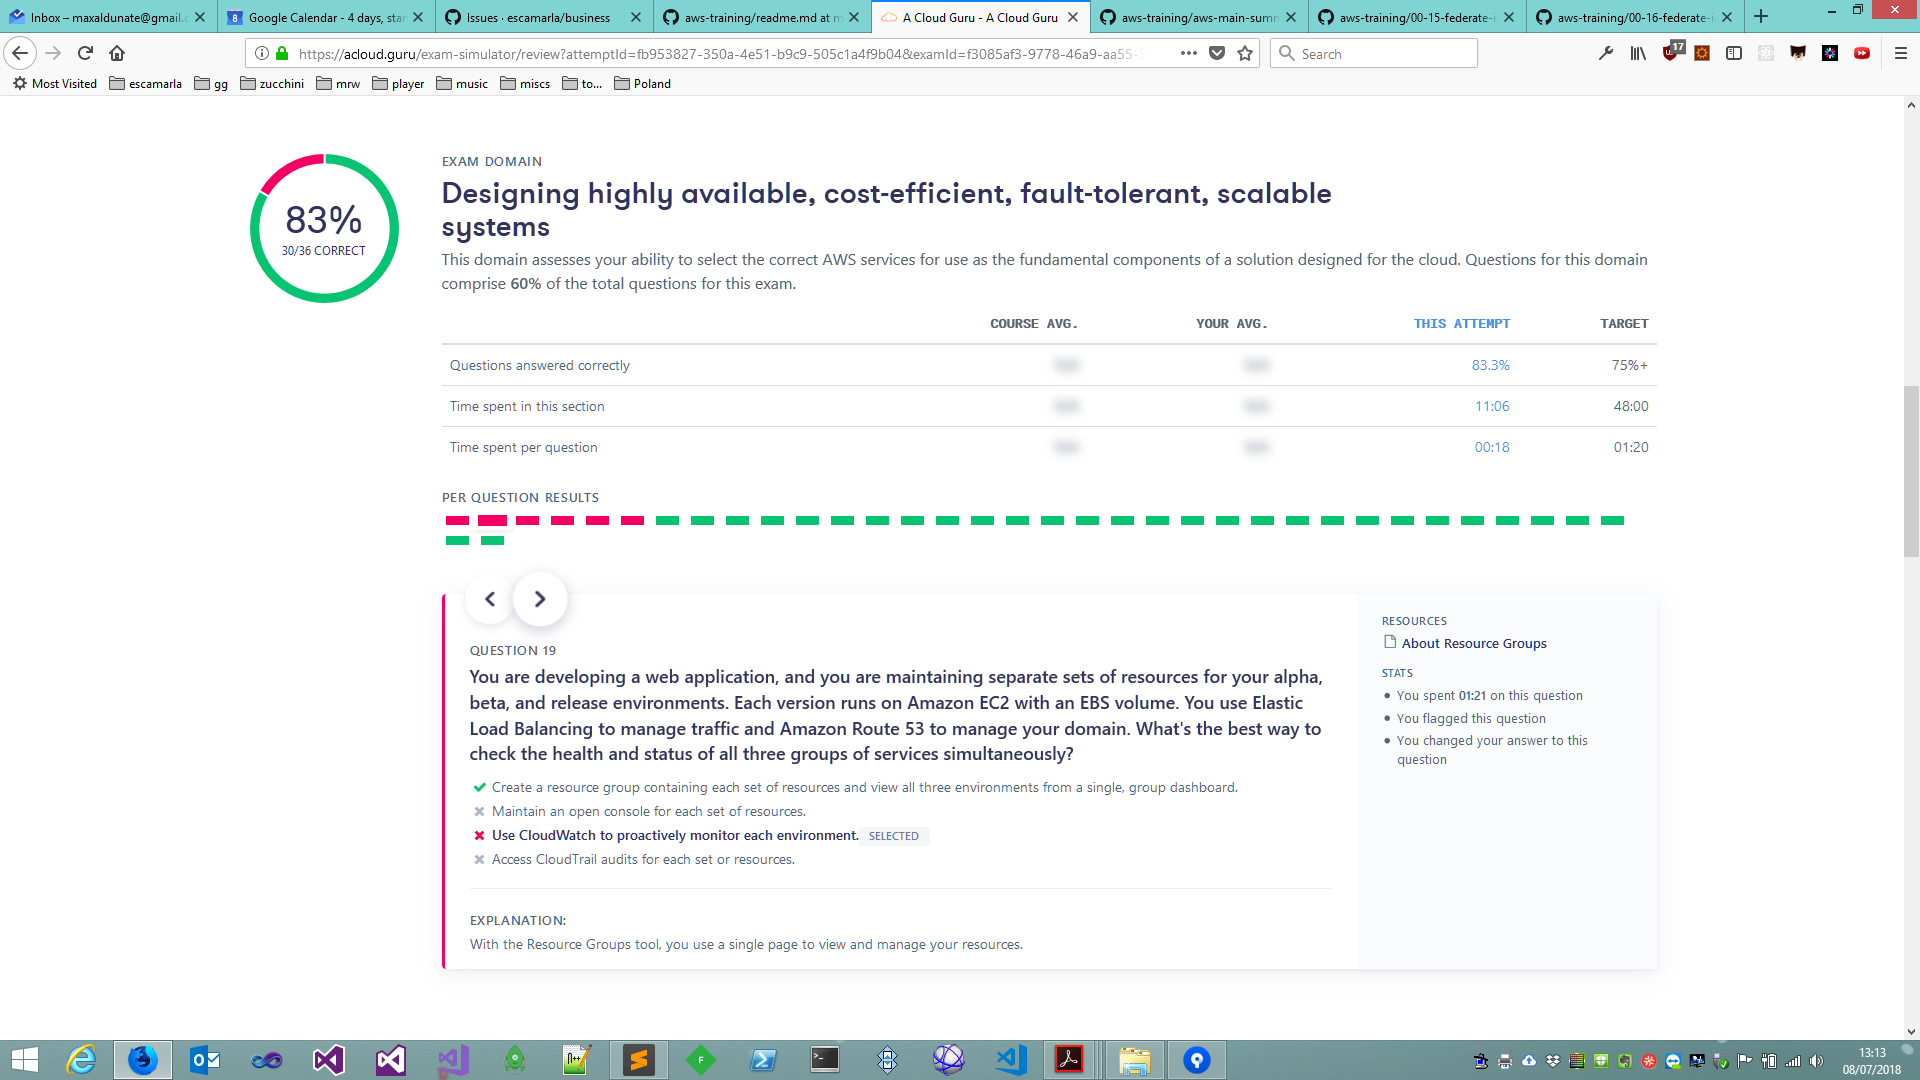 Inbox – maxaldunate@gmail.c
Google Calendar - 4 days, star
Issues · escamarla/business
aws-training/readme.md at m
A Cloud Guru - A Cloud Guru
aws-training/aws-main-summ
aws-training/00-15-federate-i
aws-training/00-16-federate-i
https://acloud.guru/exam-simulator/review?attemptId=fb953827-350a-4e51-b9c9-505c1a4f9b04&examId=f3085af3-9778-46a9-aa55-
Search
17
Most Visited
escamarla
gg
zucchini
mrw
player
music
miscs
to...
Poland
83%
30/36 CORRECT
EXAM DOMAIN
Designing highly available, cost-efficient, fault-tolerant, scalable
systems
This domain assesses your ability to select the correct AWS services for use as the fundamental components of a solution designed for the cloud. Questions for this domain
comprise 60% of the total questions for this exam.
COURSE AVG. YOUR AVG. THIS ATTEMPT TARGET
Questions answered correctly 83.3% 75%+
Time spent in this section 11:06 48:00
Time spent per question 00:18 01:20
PER QUESTION RESULTS
QUESTION 19
You are developing a web application, and you are maintaining separate sets of resources for your alpha,
beta, and release environments. Each version runs on Amazon EC2 with an EBS volume. You use Elastic
Load Balancing to manage traffic and Amazon Route 53 to manage your domain. What's the best way to
check the health and status of all three groups of services simultaneously?
Create a resource group containing each set of resources and view all three environments from a single, group dashboard.
Maintain an open console for each set of resources.
Use CloudWatch to proactively monitor each environment. SELECTED
Access CloudTrail audits for each set or resources.
EXPLANATION:
With the Resource Groups tool, you use a single page to view and manage your resources.
RESOURCES
About Resource Groups
STATS
You spent 01:21 on this question
You flagged this question
You changed your answer to this
question
13:13
08/07/2018